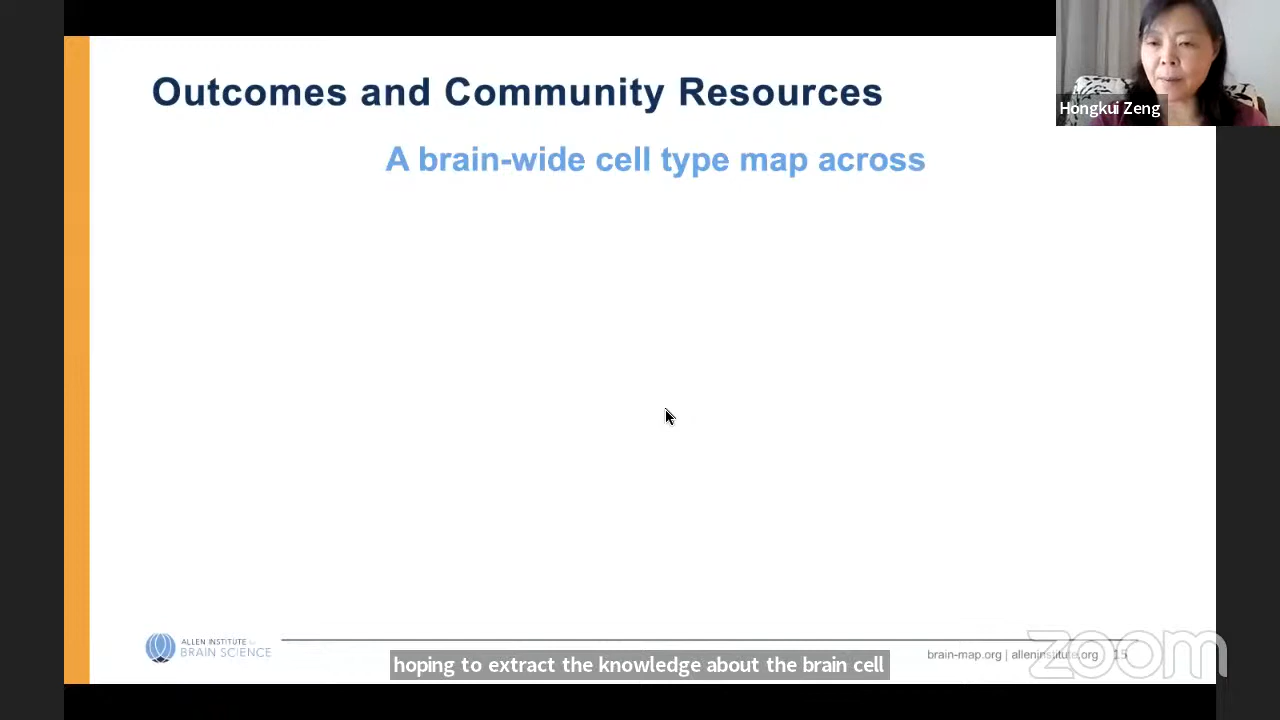 Outcomes and Community Resources
Hongkui Zeng
A brain-wide cell type map across
ALLEN INSTITUTE for
BRAIN SCIENCE
brain-map.org | alleninstitute.org 15
zoom
hoping to extract the knowledge about the brain cell